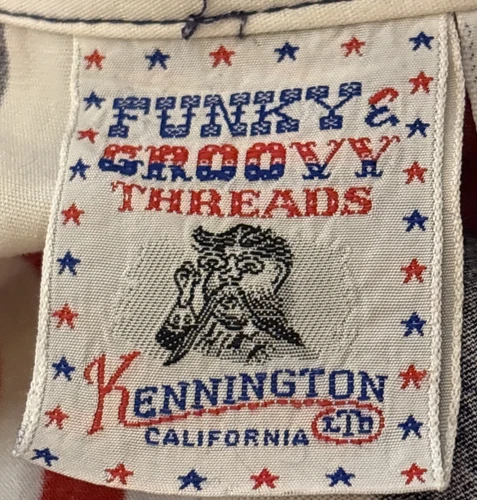 FUNKY &
GROOVY
THREADS
KENNINGTON
CALIFORNIA LTD